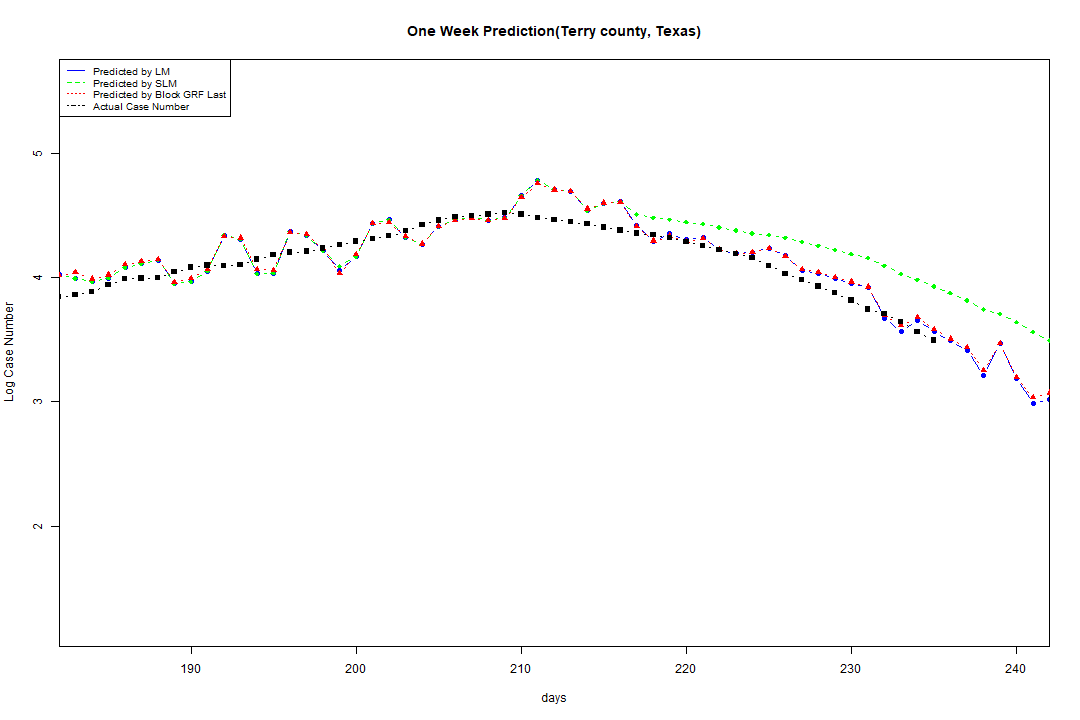 One Week Prediction(Terry county, Texas)
Predicted by LM
Predicted by SLM
Predicted by Block GRF Last
Actual Case Number
5
4
3
2
Log Case Number
190 200 210 220 230 240
days